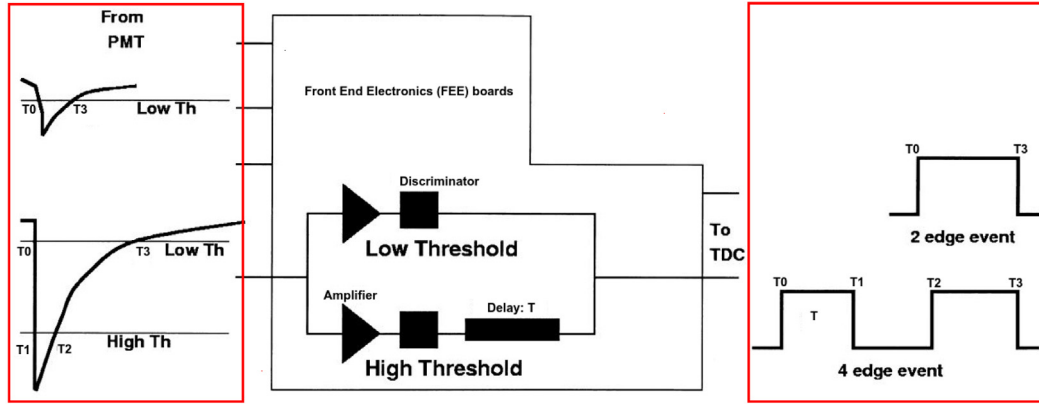 From
PMT
T0
T3
Low Th
T0
T3
Low Th
T1
T2
High Th
Front End Electronics (FEE) boards
Discriminator
Low Threshold
Amplifier
Delay: T
High Threshold
To
TDC
T0
T3
2 edge event
T0
T1
T2
T3
T
4 edge event